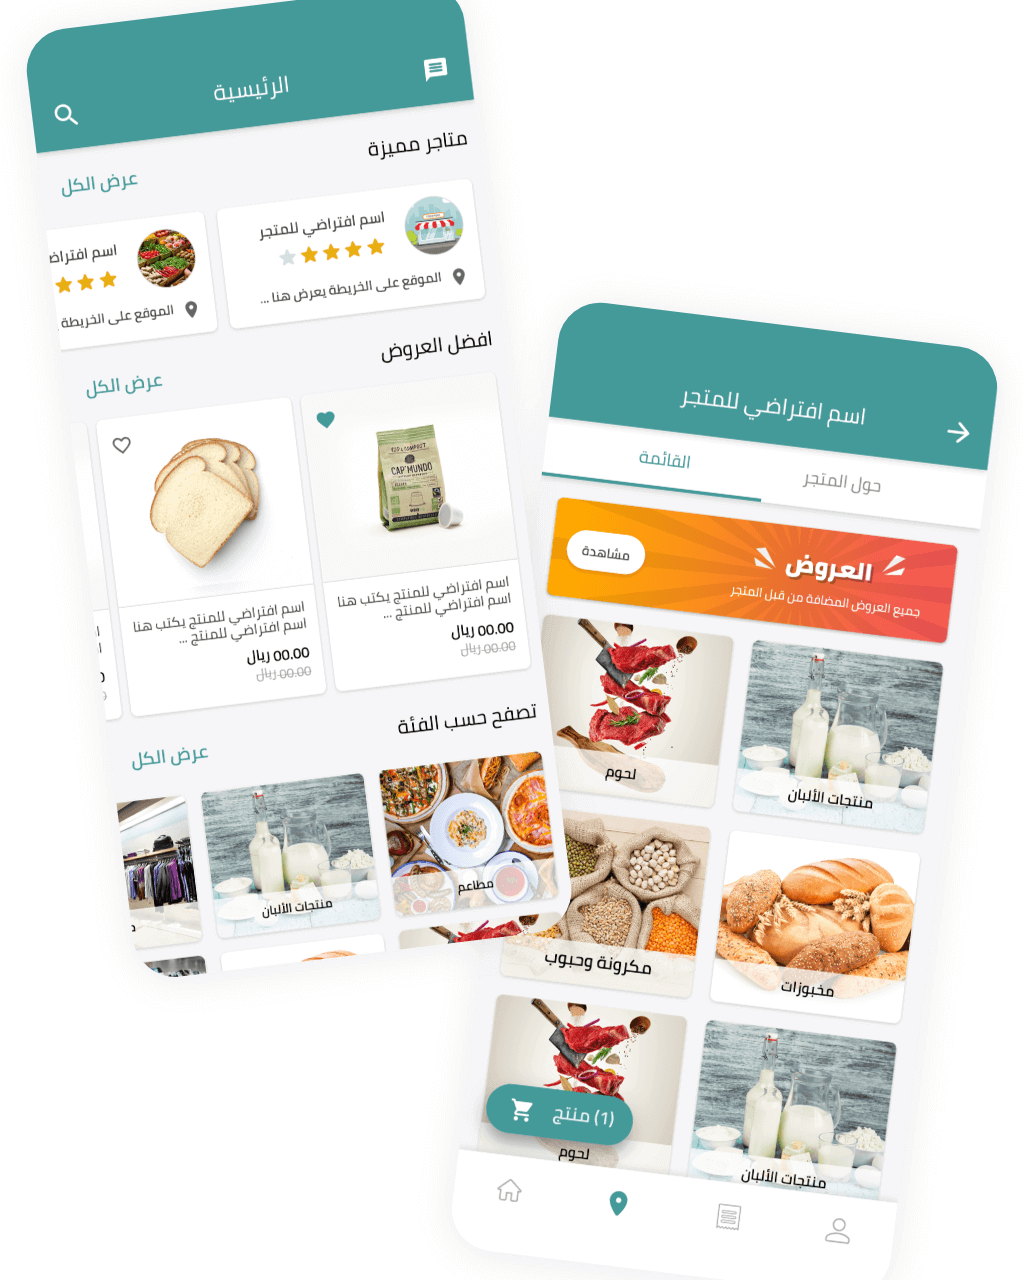 الرئيسية
متاجر مميزة
عرض الكل
اسم افتراضي للمتجر
الموقع على الخريطة يعرض هنا ...
اسم افتراض
الموقع على الخريطة
افضل العروض
عرض الكل
CAP'MUNDO
اسم افتراضي للمنتج يكتب هنا
اسم افتراضي للمنتج ...
00.00 ريال
00.00 ريال
اسم افتراضي للمنتج يكتب هنا
اسم افتراضي للمنتج ...
00.00 ريال
00.00 ريال
تصفح حسب الفئة
عرض الكل
مطاعم
منتجات الألبان
اسم افتراضي للمتجر
حول المتجر
القائمة
العروض
جميع العروض المضافة من قبل المتجر
مشاهدة
منتجات الألبان
لحوم
مخبوزات
مكرونة وحبوب
منتجات الألبان
لحوم
(1) منتج